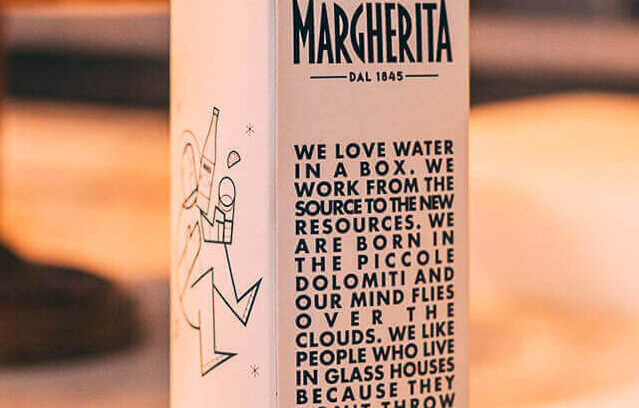 MARGHERITA
DAL 1845
WE LOVE WATER
IN A BOX. WE
WORK FROM THE
SOURCE TO THE NEW
RESOURCES. WE
ARE BORN IN
THE PICCOLE
DOLOMITI AND
OUR MIND FLIES
OVER THE
CLOUDS. WE LIKE
PEOPLE WHO LIVE
IN GLASS HOUSES
BECAUSE THEY
THROW